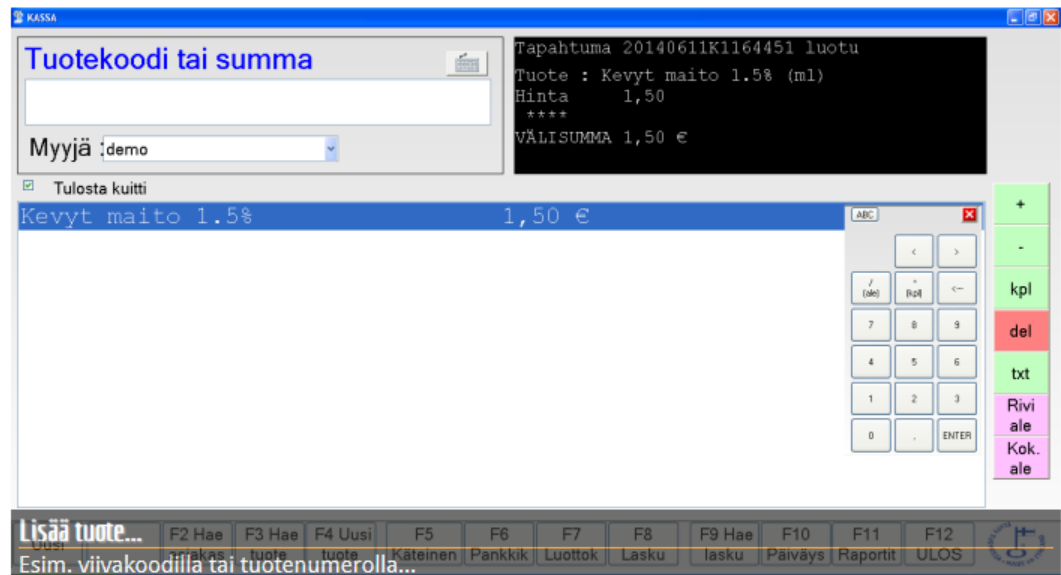 KASSA
Tuotekoodi tai summa
Myyjä : demo
Tapahtuma 20140611K1164451 luotu
Tuote : Kevyt maito 1.5% (ml)
Hinta 1,50
****
VÄLISUMMA 1,50 €
Tulosta kuitti
Kevyt maito 1.5% 1,50 €
ABC
< >
/ (ale) * [kpl] <--
7 8 9
4 5 6
1 2 3
0 . ENTER
+
-
kpl
del
txt
Rivi
ale
Kok.
ale
Lisää tuote...
Uusi
F2 Hae asiakas
F3 Hae tuote
F4 Uusi tuote
F5 Käteinen
F6 Pankkik
F7 Luottok
F8 Lasku
F9 Hae lasku
F10 Päiväys
F11 Raportit
F12 ULOS
Esim. viivakoodilla tai tuotenumerolla...